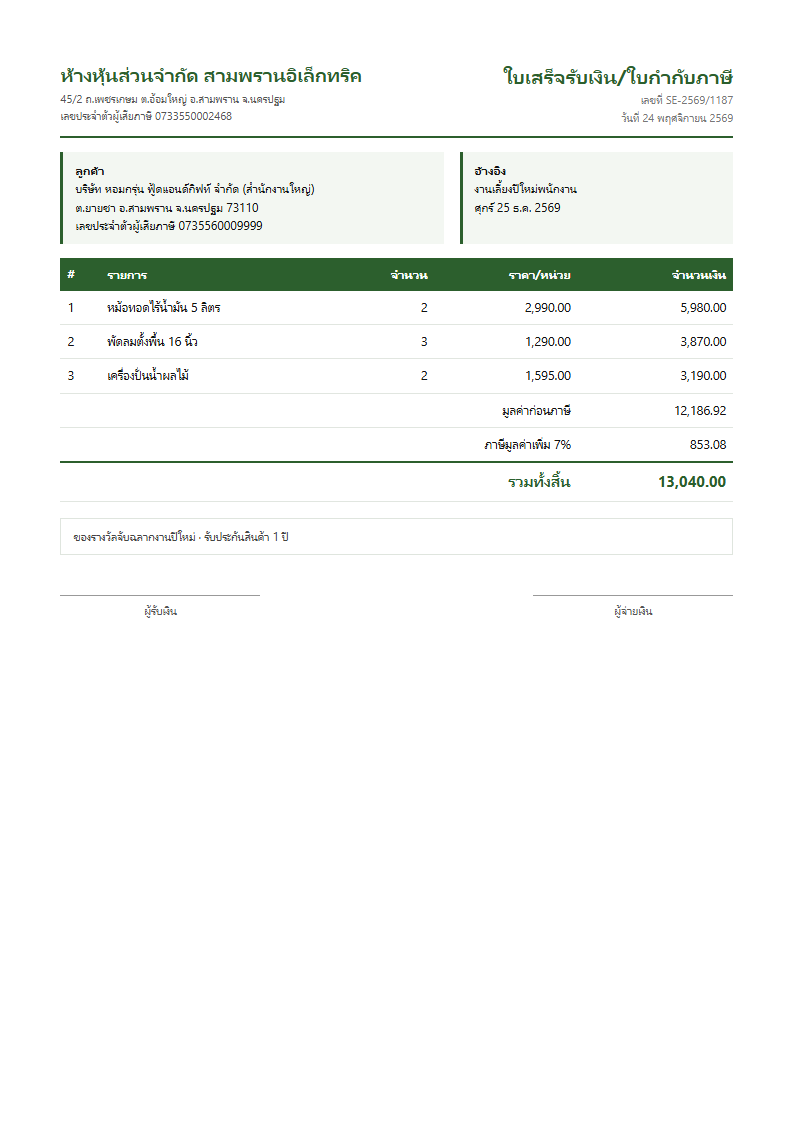 ห้างหุ้นส่วนจำกัด สามพรานอิเล็กทริค
45/2 ถ.เพชรเกษม ต.อ้อมใหญ่ อ.สามพราน จ.นครปฐม
เลขประจำตัวผู้เสียภาษี 0733550002468
ใบเสร็จรับเงิน/ใบกำกับภาษี
เลขที่ SE-2569/1187
วันที่ 24 พฤศจิกายน 2569
ลูกค้า
บริษัท หอมกรุ่น ฟู้ดแอนด์กิฟท์ จำกัด (สำนักงานใหญ่)
ต.ยายชา อ.สามพราน จ.นครปฐม 73110
เลขประจำตัวผู้เสียภาษี 0735560009999
อ้างอิง
งานเลี้ยงปีใหม่พนักงาน
ศุกร์ 25 ธ.ค. 2569
# รายการ จำนวน ราคา/หน่วย จำนวนเงิน
1 หม้อทอดไร้น้ำมัน 5 ลิตร 2 2,990.00 5,980.00
2 พัดลมตั้งพื้น 16 นิ้ว 3 1,290.00 3,870.00
3 เครื่องปั่นน้ำผลไม้ 2 1,595.00 3,190.00
มูลค่าก่อนภาษี 12,186.92
ภาษีมูลค่าเพิ่ม 7% 853.08
รวมทั้งสิ้น 13,040.00
ของรางวัลจับฉลากงานปีใหม่ · รับประกันสินค้า 1 ปี
ผู้รับเงิน ผู้จ่ายเงิน